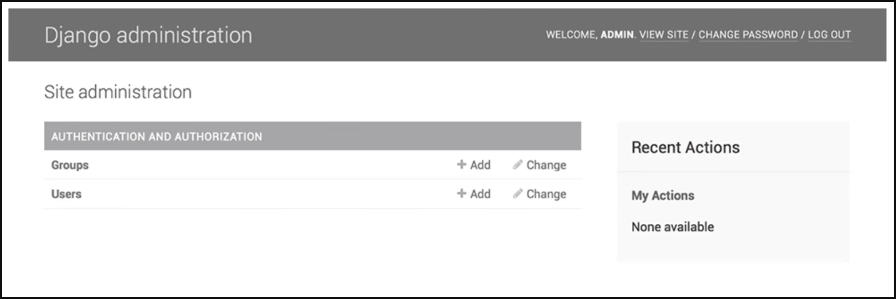 Django administration
WELCOME, ADMIN. VIEW SITE / CHANGE PASSWORD / LOG OUT
Site administration
AUTHENTICATION AND AUTHORIZATION
Groups + Add Change
Users + Add Change
Recent Actions
My Actions
None available